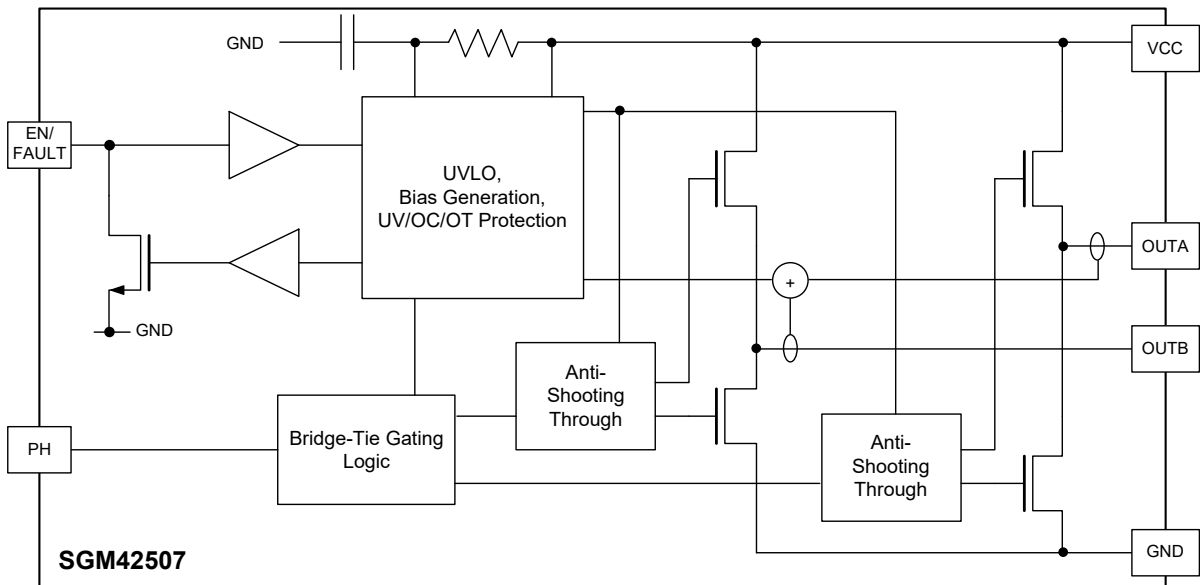 GND
VCC
EN/
FAULT
UVLO,
Bias Generation,
UV/OC/OT Protection
OUTA
+
GND
OUTB
Anti-
Shooting
Through
PH
Bridge-Tie Gating
Logic
Anti-
Shooting
Through
GND
SGM42507